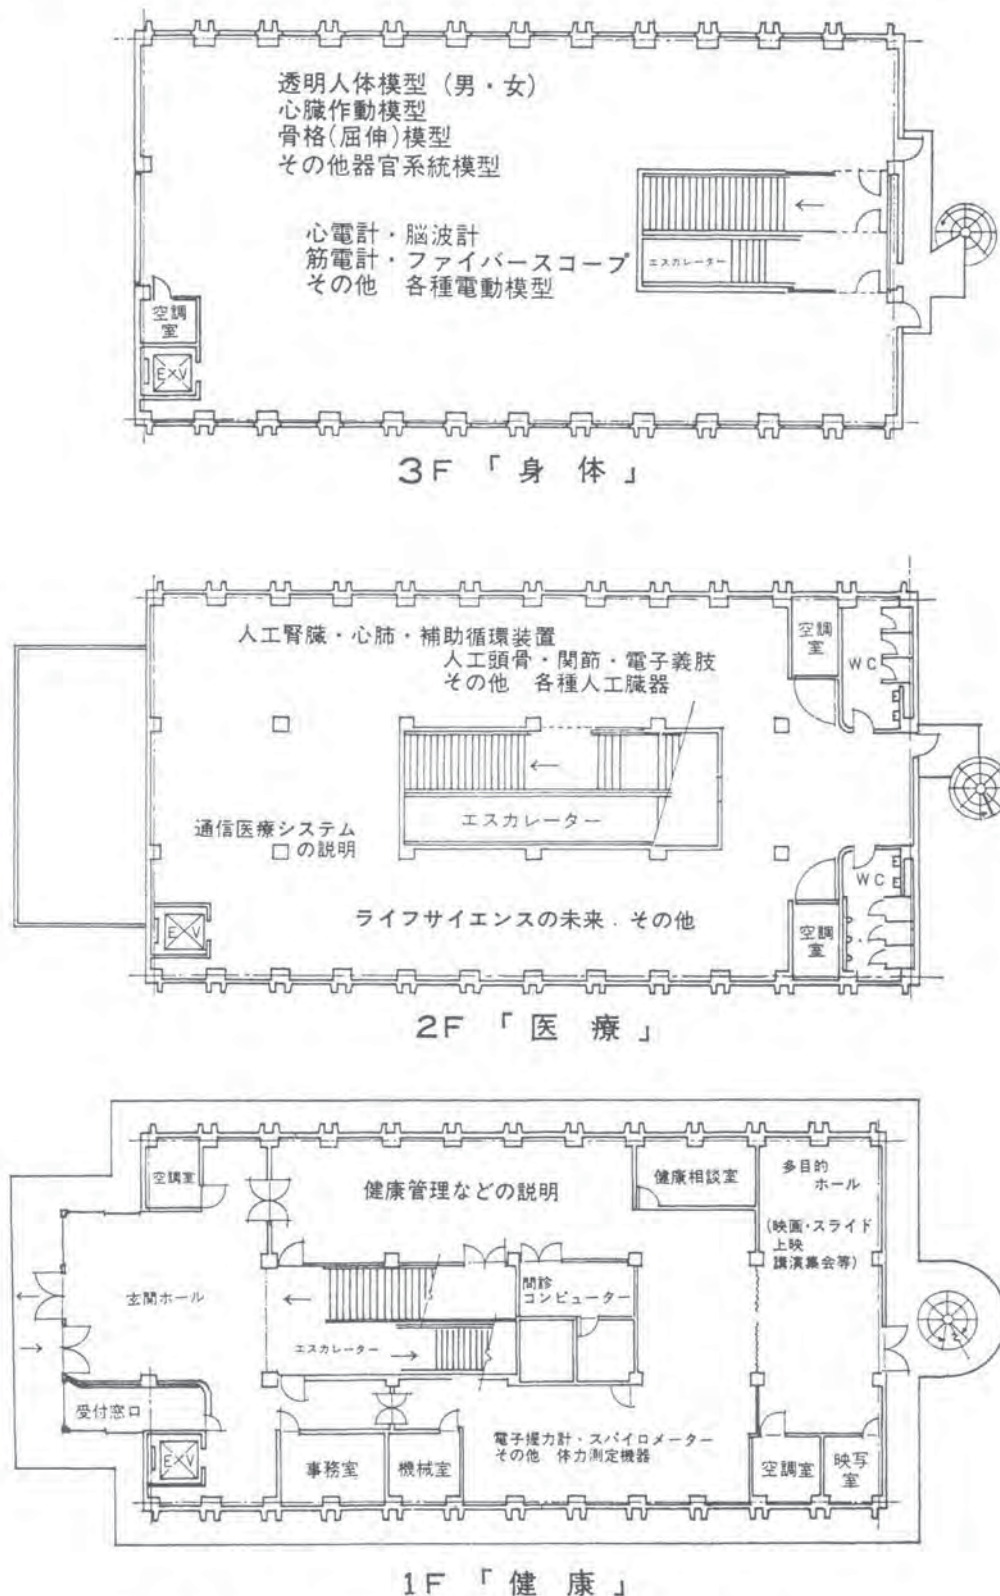 透明人体模型（男・女）
心臓作動模型
骨格(屈伸)模型
その他器官系統模型
心電計・脳波計
筋電計・ファイバースコープ
その他 各種電動模型
←
エスカレーター
空調室
E×V
3F 「身 体」
人工腎臓・心肺・補助循環装置
人工頭骨・関節・電子義肢
その他 各種人工臓器
空調室
WC
←
エスカレーター
通信医療システム
の説明
WC
ライフサイエンスの未来．その他
空調室
E×V
2F 「医 療」
空調室
健康管理などの説明
健康相談室
多目的
ホール
(映画・スライド
上映
講演集会等)
←
玄関ホール
←
問診
コンピューター
→
エスカレーター →
受付窓口
E×V
事務室
機械室
電子握力計・スパイロメーター
その他 体力測定機器
空調室
映写室
1F 「健 康」